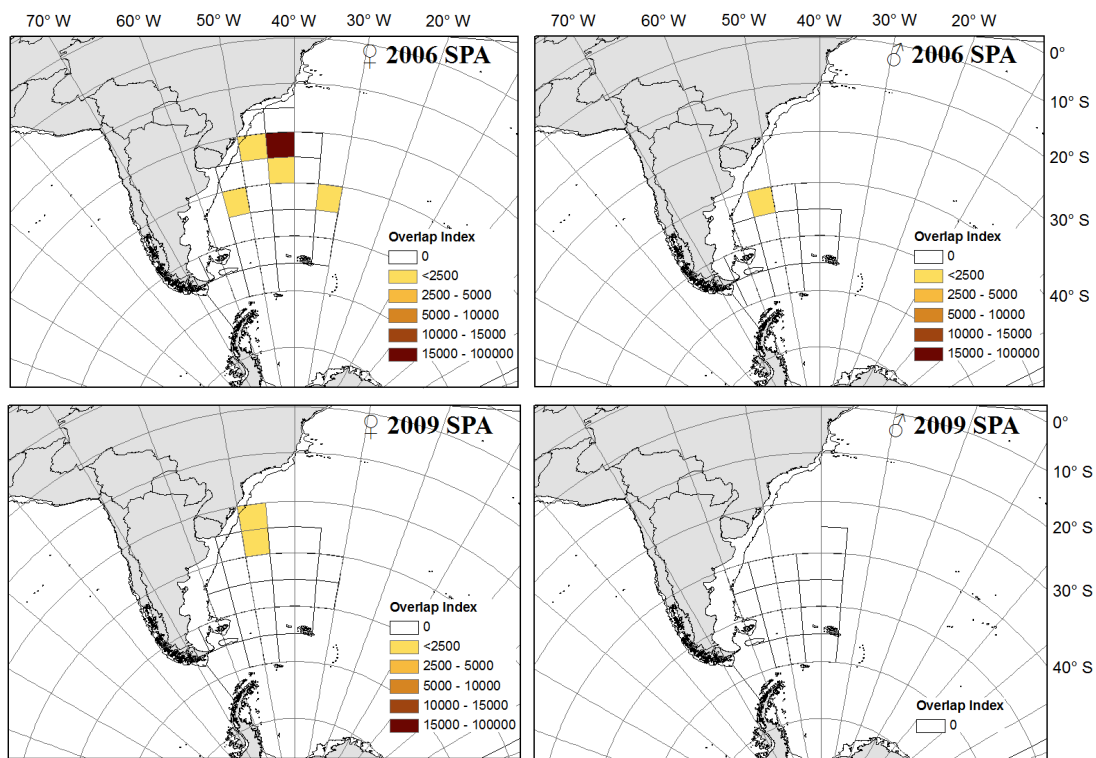 60° W 50° W 40° W 30° W 20° W 60° W 50° W 40° W 30° W 20° W
♀ 2006 SPA
Overlap Index
0
<2500
2500 - 5000
5000 - 10000
10000 - 15000
15000 - 100000
♂ 2006 SPA
Overlap Index
0
<2500
2500 - 5000
5000 - 10000
10000 - 15000
15000 - 100000
0°
10° S
20° S
30° S
40° S
♀ 2009 SPA
Overlap Index
0
<2500
2500 - 5000
5000 - 10000
10000 - 15000
15000 - 100000
♂ 2009 SPA
Overlap Index
0
0°
10° S
20° S
30° S
40° S